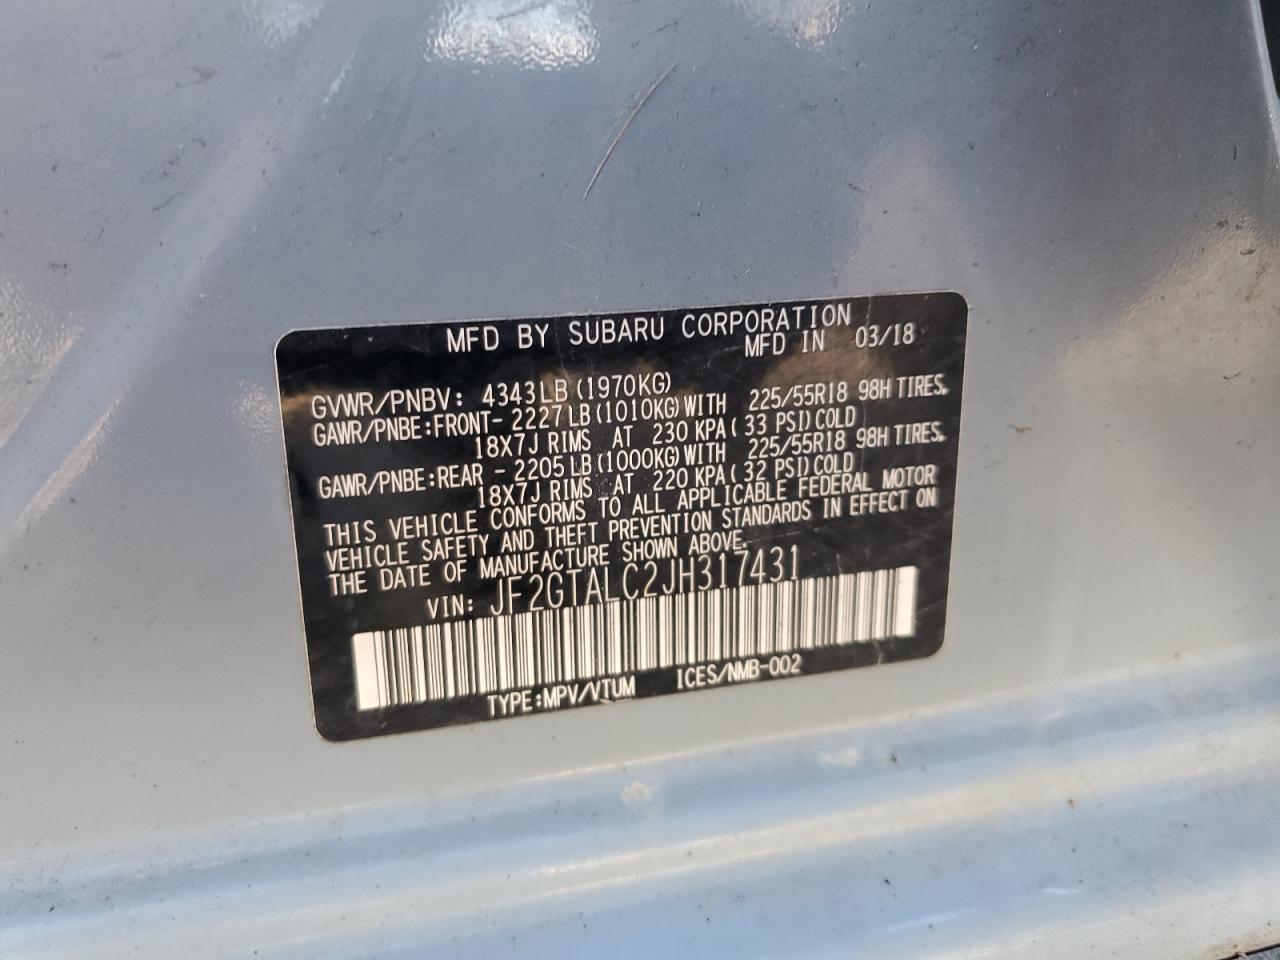 MFD BY SUBARU CORPORATION
MFD IN 03/18
GVWR/PNBV: 4343LB (1970KG)
GAWR/PNBE:FRONT- 2227LB (1010KG) WITH 225/55R18 98H TIRES,
18X7J RIMS AT 230 KPA ( 33 PSI) COLD
GAWR/PNBE:REAR - 2205LB (1000KG) WITH 225/55R18 98H TIRES,
18X7J RIMS AT 220 KPA ( 32 PSI) COLD
THIS VEHICLE CONFORMS TO ALL APPLICABLE FEDERAL MOTOR
VEHICLE SAFETY AND THEFT PREVENTION STANDARDS IN EFFECT ON
THE DATE OF MANUFACTURE SHOWN ABOVE.
VIN: JF2GTALC2JH317431
TYPE:MPV/VTUM ICES/NMB-002